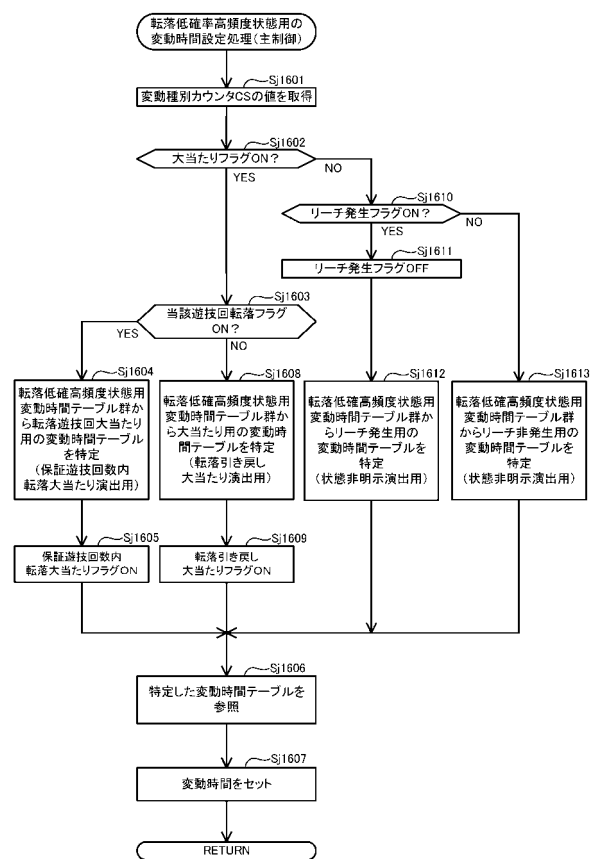 転落低確率高頻度状態用の
変動時間設定処理(主制御)
Sj1601
変動種別カウンタCSの値を取得
Sj1602
大当たりフラグON?
NO
YES
Sj1610
リーチ発生フラグON?
NO
YES
Sj1611
リーチ発生フラグOFF
Sj1603
当該遊技回転落フラグ
ON?
YES
NO
Sj1604
転落低確高頻度状態用
変動時間テーブル群か
ら転落遊技回大当たり
用の変動時間テーブル
を特定
(保証遊技回数内
転落大当たり演出用)
Sj1608
転落低確高頻度状態用
変動時間テーブル群か
ら大当たり用の変動時
間テーブルを特定
(転落引き戻し
大当たり演出用)
Sj1612
転落低確高頻度状態用
変動時間テーブル群か
らリーチ発生用の
変動時間テーブルを
特定
(状態非明示演出用)
Sj1613
転落低確高頻度状態用
変動時間テーブル群
からリーチ非発生用の
変動時間テーブルを
特定
(状態非明示演出用)
Sj1605
保証遊技回数内
転落大当たりフラグON
Sj1609
転落引き戻し
大当たりフラグON
Sj1606
特定した変動時間テーブルを
参照
Sj1607
変動時間をセット
RETURN